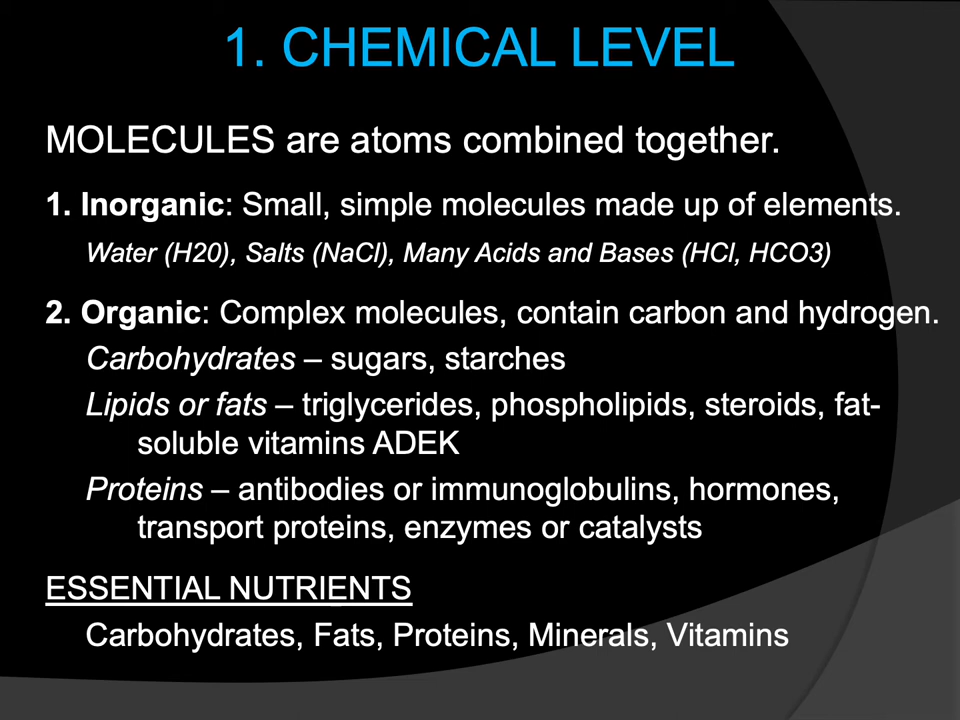 1. CHEMICAL LEVEL
MOLECULES are atoms combined together.
1. Inorganic: Small, simple molecules made up of elements.
Water (H20), Salts (NaCl), Many Acids and Bases (HCl, HCO3)
2. Organic: Complex molecules, contain carbon and hydrogen.
Carbohydrates – sugars, starches
Lipids or fats – triglycerides, phospholipids, steroids, fat-
soluble vitamins ADEK
Proteins – antibodies or immunoglobulins, hormones,
transport proteins, enzymes or catalysts
ESSENTIAL NUTRIENTS
Carbohydrates, Fats, Proteins, Minerals, Vitamins